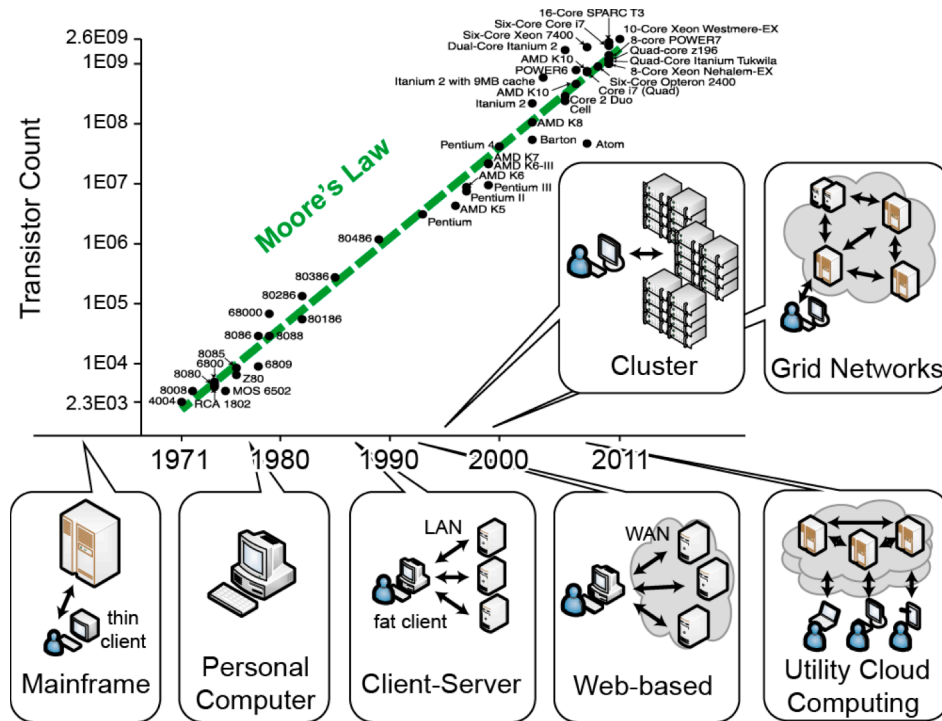 16-Core SPARC T3
Six-Core Core i7
Six-Core Xeon 7400
Dual-Core Itanium 2
10-Core Xeon Westmere-EX
8-core POWER7
Quad-core z196
Quad-Core Itanium Tukwila
8-Core Xeon Nehalem-EX
Six-Core Opteron 2400
AMD K10
POWER6
Itanium 2 with 9MB cache
AMD K10
Core i7 (Quad)
Core 2 Duo
Cell
Itanium 2
AMD K8
Barton
Atom
Pentium 4
AMD K7
AMD K6-III
AMD K6
Pentium III
Pentium II
AMD K5
Pentium
80486
80386
80286
80186
68000
8086
8088
8085
6800
6809
8080
Z80
8008
MOS 6502
4004
RCA 1802
2.6E09
1E09
1E08
1E07
1E06
1E05
1E04
2.3E03
Transistor Count
Moore's Law
1971
1980
1990
2000
2011
Cluster
Grid Networks
thin
client
Mainframe
Personal
Computer
LAN
fat client
Client-Server
WAN
Web-based
Utility Cloud
Computing